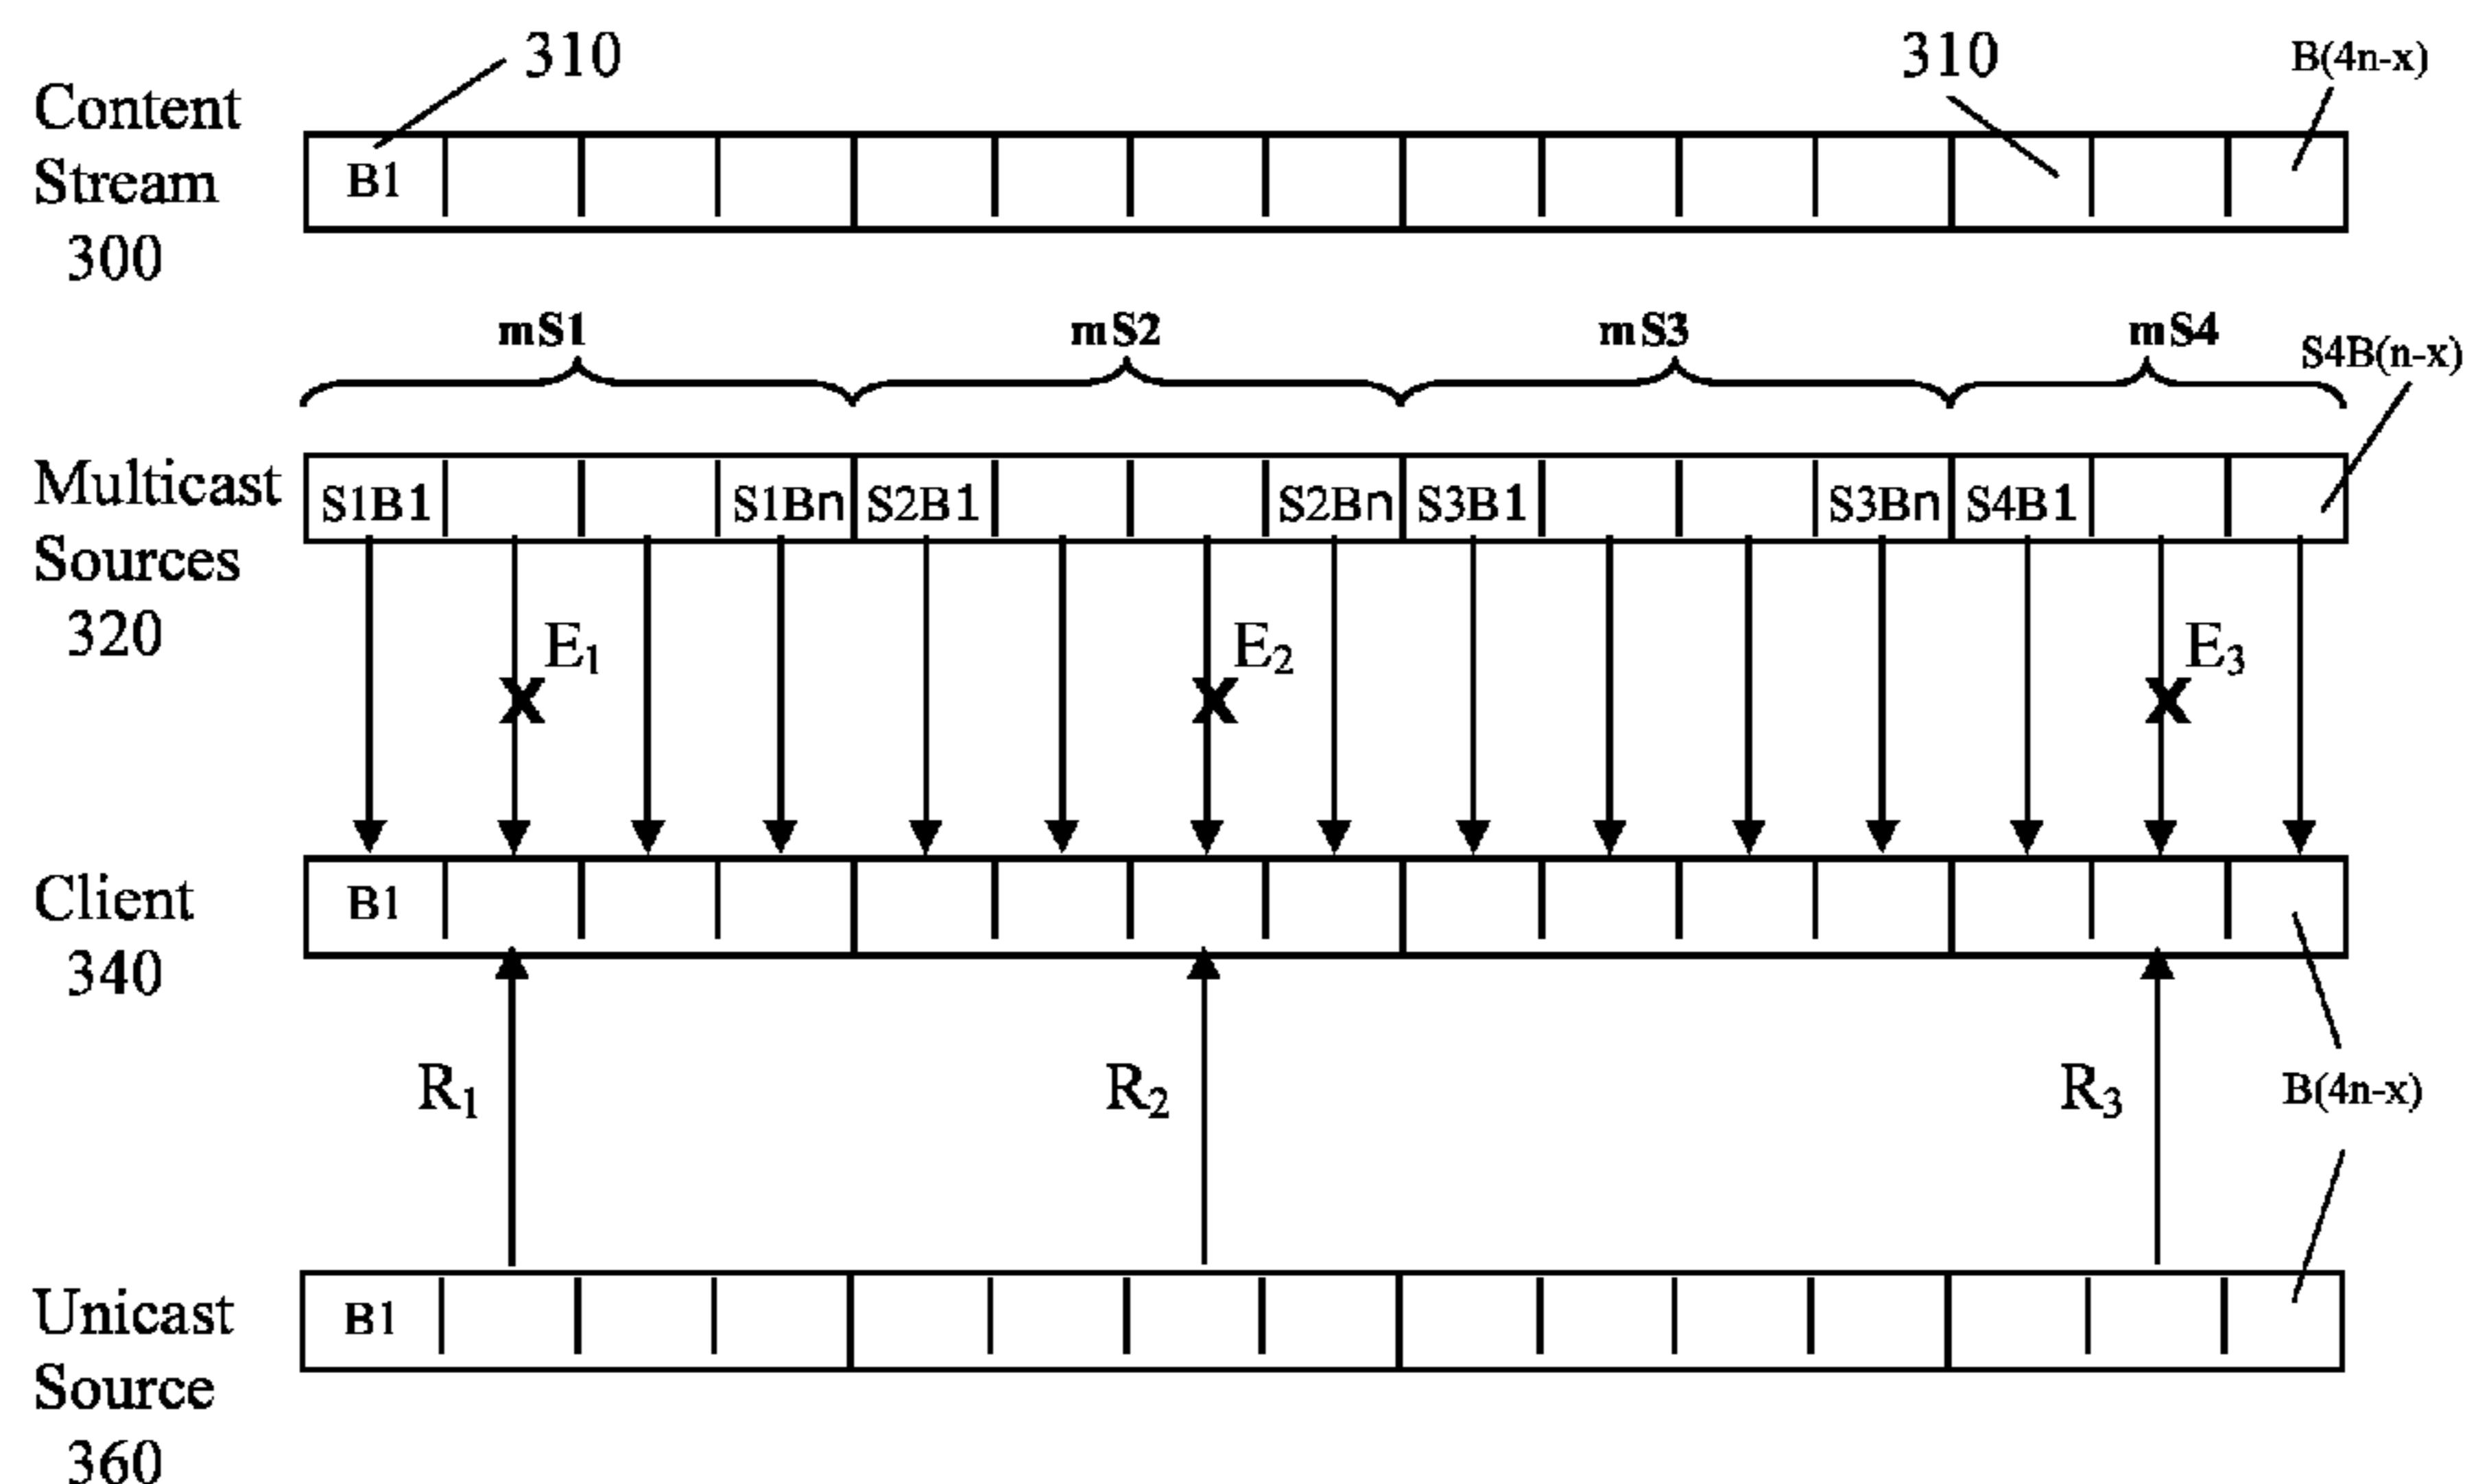 310
310
B(4n-x)
Content
Stream
300
B1
mS1
mS2
mS3
mS4
S4B(n-x)
Multicast
Sources
320
S1B1
S1Bn
S2B1
S2Bn
S3B1
S3Bn
S4B1
E1
X
E2
X
E3
X
Client
340
B1
R1
R2
R3
B(4n-x)
Unicast
Source
360
B1